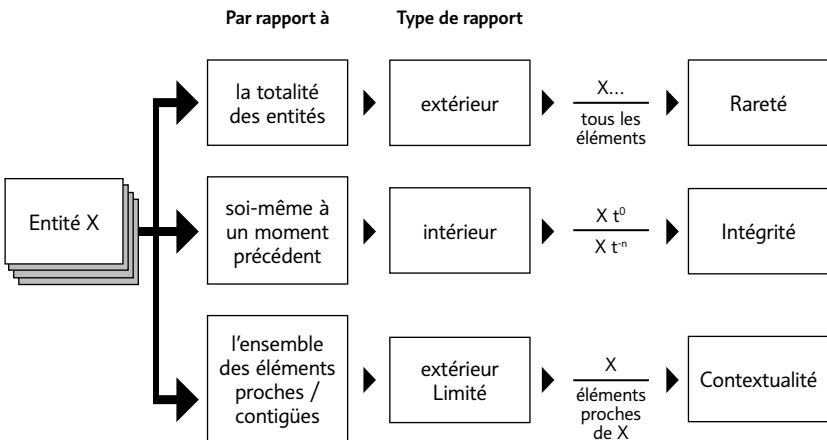 Par rapport à
Type de rapport
Entité X
la totalité
des entités
extérieur
X...
tous les
éléments
Rareté
soi-même à
un moment
précédent
intérieur
X t⁰
X t⁻ⁿ
Intégrité
l'ensemble
des éléments
proches /
contigües
extérieur
Limité
X
éléments
proches
de X
Contextualité